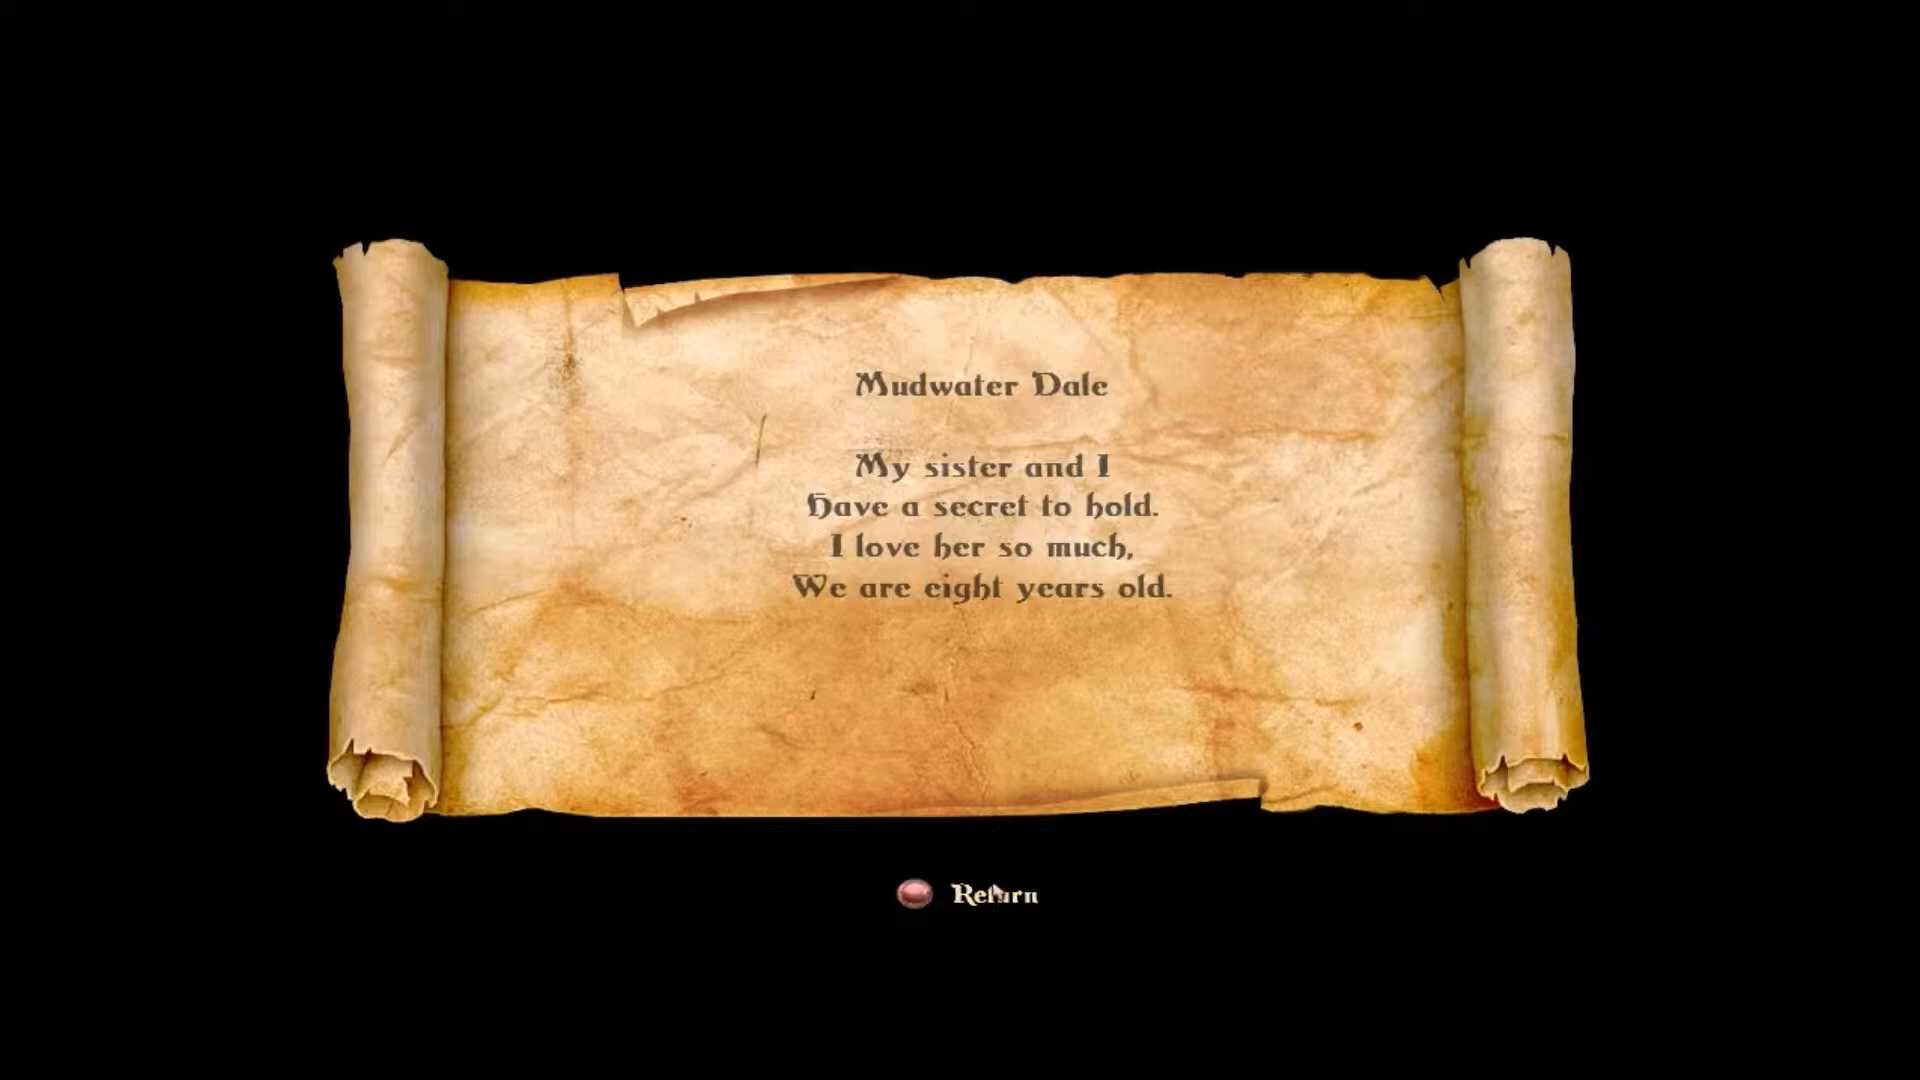 Mudwater Dale
My sister and I
Have a secret to hold.
I love her so much,
We are eight years old.
Return